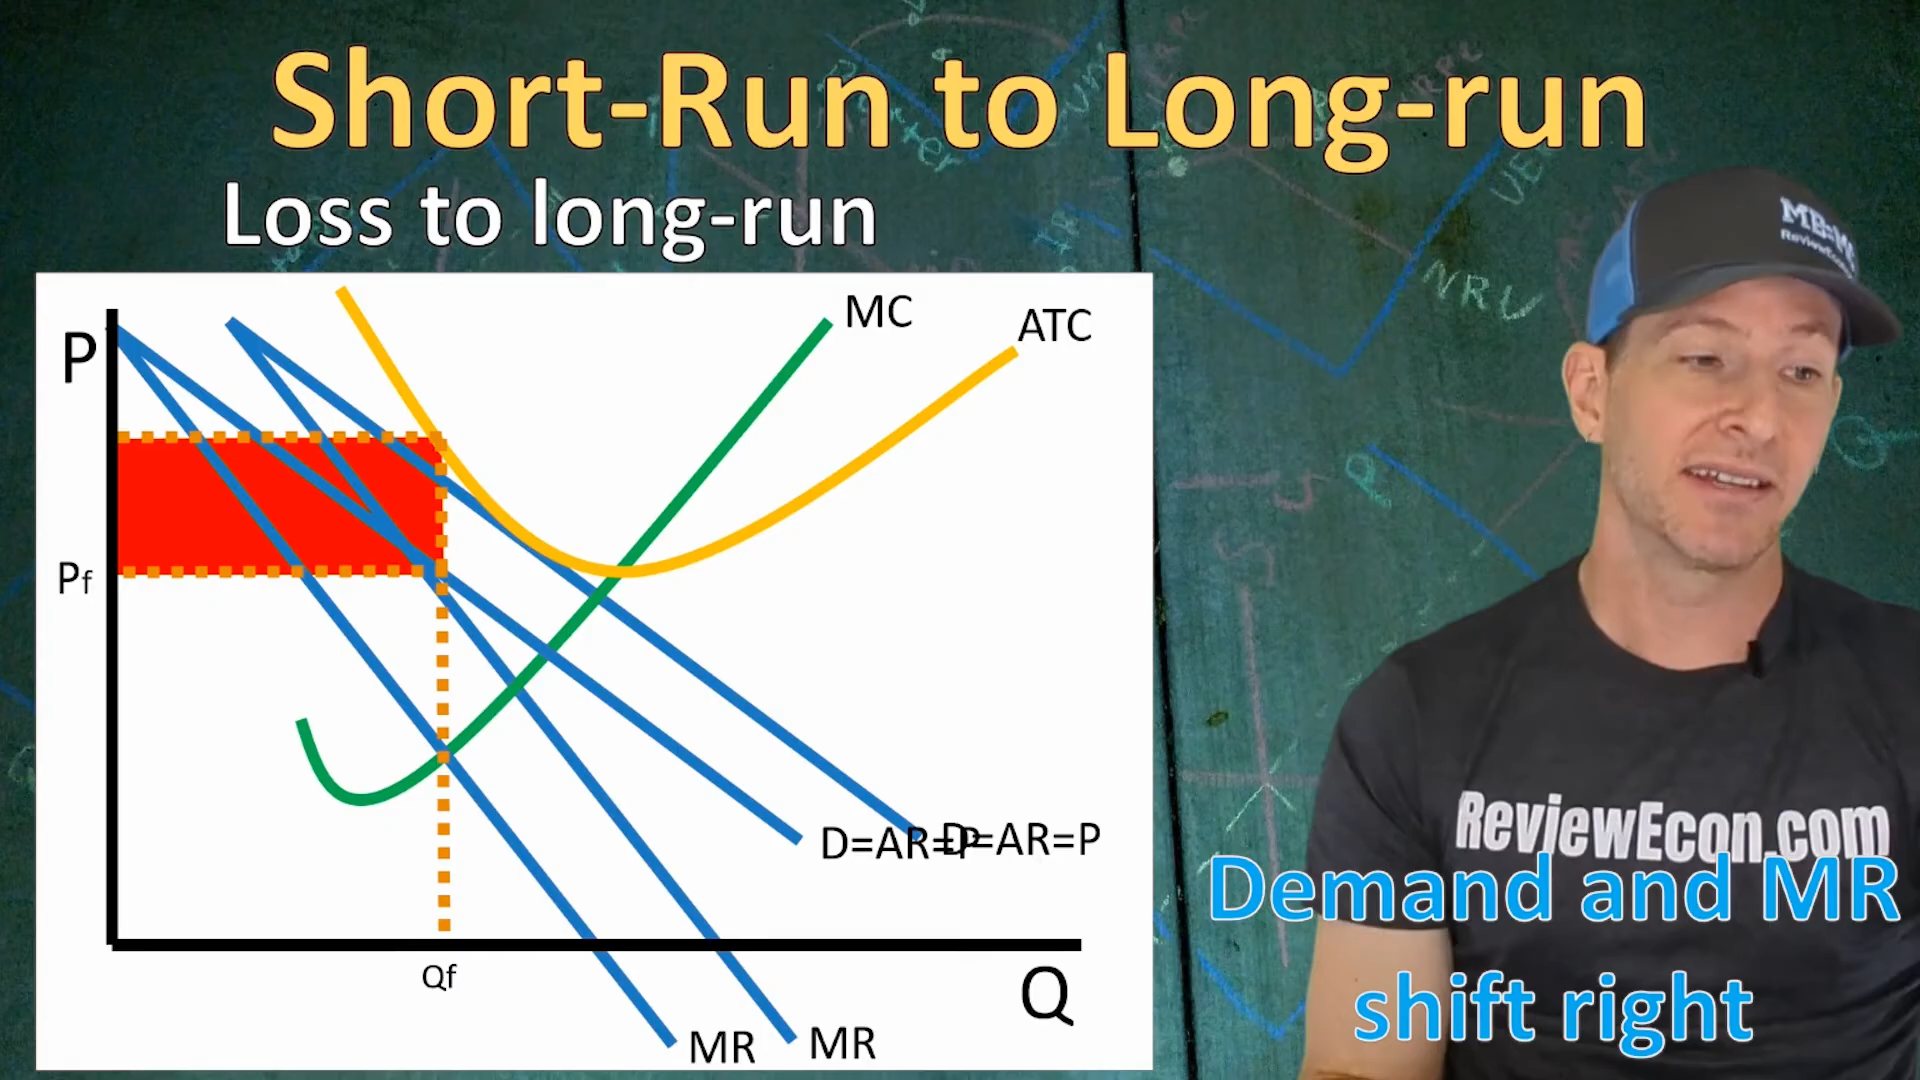 Short-Run to Long-run
Loss to long-run
P
MC
ATC
Pf
D=AR=P
D=AR=P
Qf
Q
MR
MR
ReviewEcon.com
Demand and MR
shift right
NRV